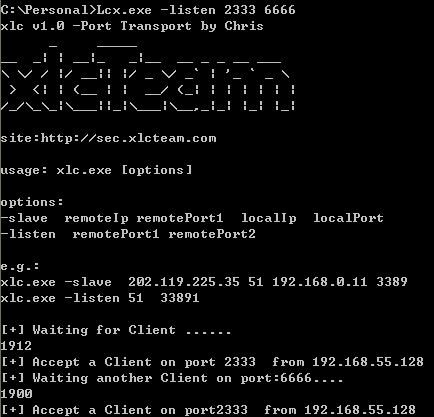 C:\Personal>Lcx.exe -listen 2333 6666
xlc v1.0 -Port Transport by Chris
xlcteam
site:http://sec.xlcteam.com
usage: xlc.exe [options]
options:
-slave remoteIp remotePort1 localIp localPort
-listen remotePort1 remotePort2
e.g.:
xlc.exe -slave 202.119.225.35 51 192.168.0.11 3389
xlc.exe -listen 51 33891
[+] Waiting for Client ......
1912
[+] Accept a Client on port 2333 from 192.168.55.128
[+] Waiting another Client on port:6666....
1900
[+] Accept a Client on port2333 from 192.168.55.128